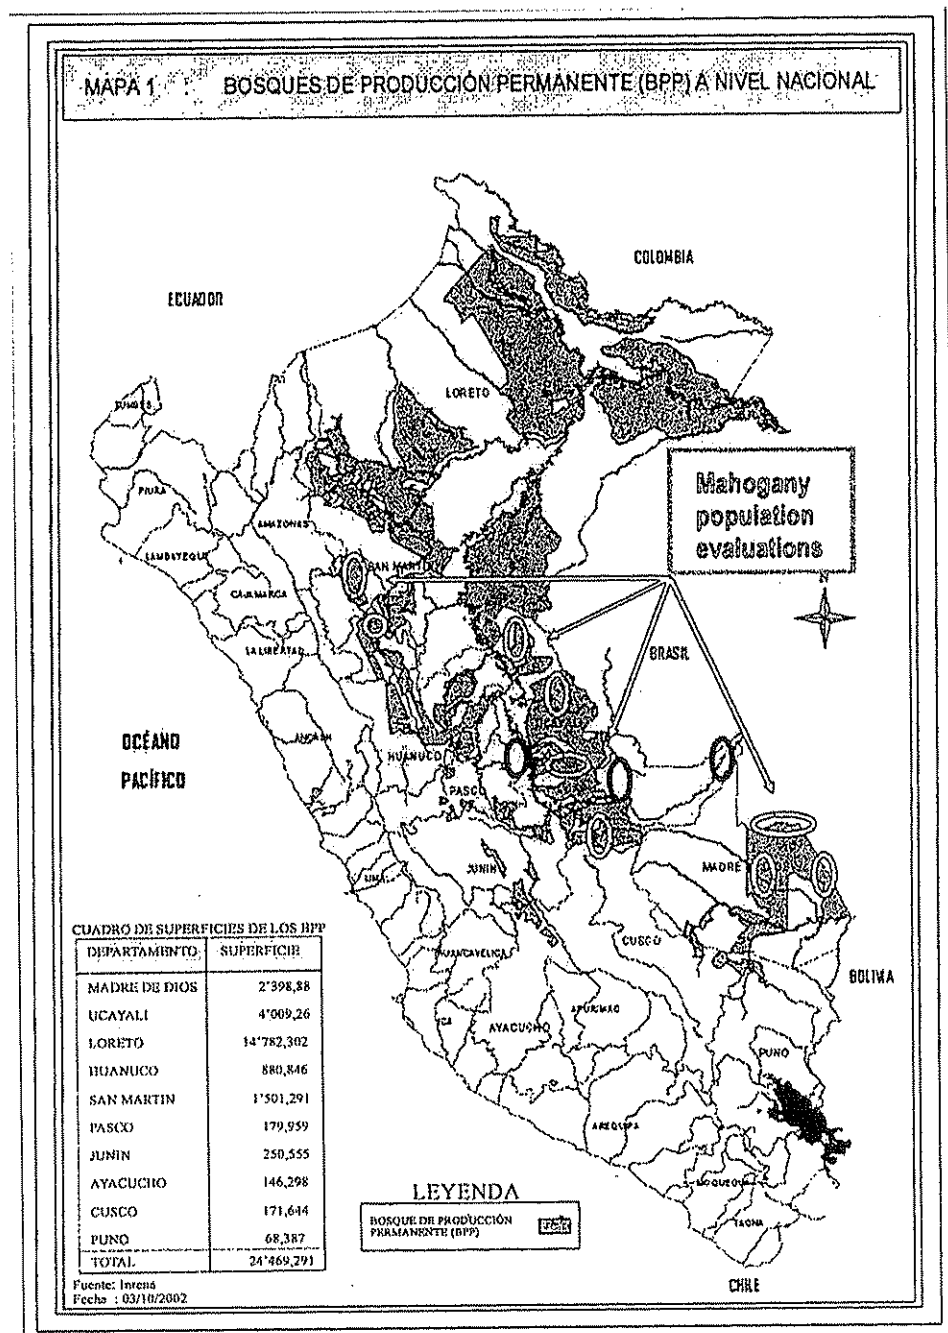 MAPA 1 : BOSQUES DE PRODUCCIÓN PERMANENTE (BPP) A NIVEL NACIONAL
COLOMBIA
ECUADOR
LORETO
TUMBES
PIURA
AMAZONAS
LAMBAYEQUE
SAN MARTIN
CAJAMARCA
LA LIBERTAD
Mahogany
population
evaluations
N
BRASIL
OCÉANO
PACÍFICO
ANCASH
HUANUCO
PASCO
JUNIN
LIMA
MADRE
CUSCO
HUANCAVELICA
BOLIVIA
ICA
AYACUCHO
APURIMAC
PUNO
AREQUIPA
MOQUEGUA
TACNA
CHILE
CUADRO DE SUPERFICIES DE LOS BPP
DEPARTAMENTO SUPERFICIE
MADRE DE DIOS 2'398,88
UCAYALI 4'009,26
LORETO 14'782,302
HUANUCO 880,846
SAN MARTIN 1'501,291
PASCO 179,959
JUNIN 250,555
AYACUCHO 146,298
CUSCO 171,644
PUNO 68,387
TOTAL 24'469,291
Fuente: Inrena
Fecha : 03/10/2002
LEYENDA
BOSQUE DE PRODUCCIÓN
PERMANENTE (BPP)